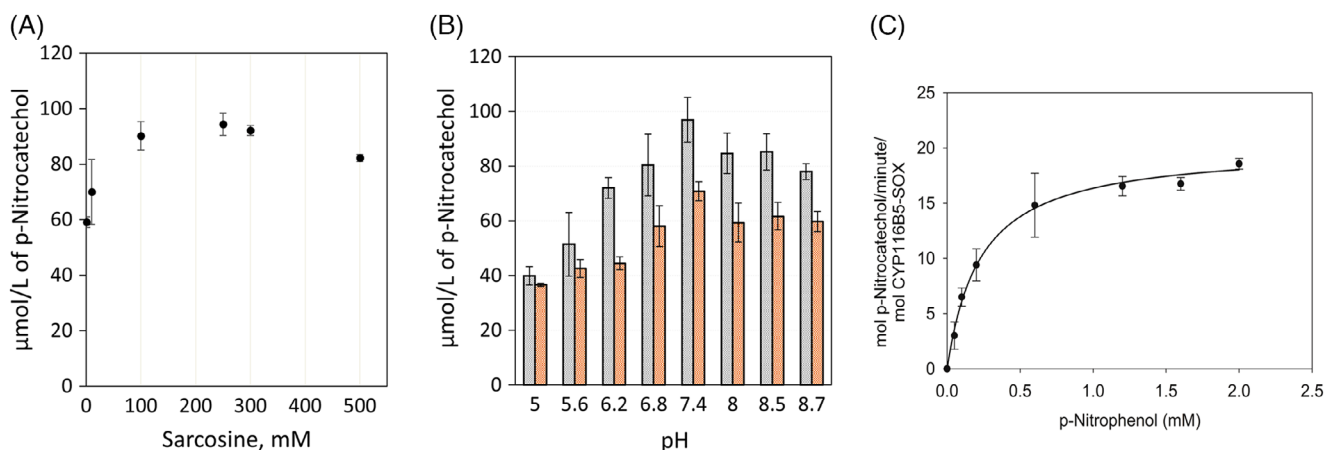 (A)
μmol/L of p-Nitrocatechol
120
100
80
60
40
20
0
0 100 200 300 400 500
Sarcosine, mM
(B)
μmol/L of p-Nitrocatechol
120
100
80
60
40
20
0
5 5.6 6.2 6.8 7.4 8 8.5 8.7
pH
(C)
mol p-Nitrocatechol/minute/
mol CYP116B5-SOX
25
20
15
10
5
0
0.0 0.5 1.0 1.5 2.0 2.5
p-Nitrophenol (mM)